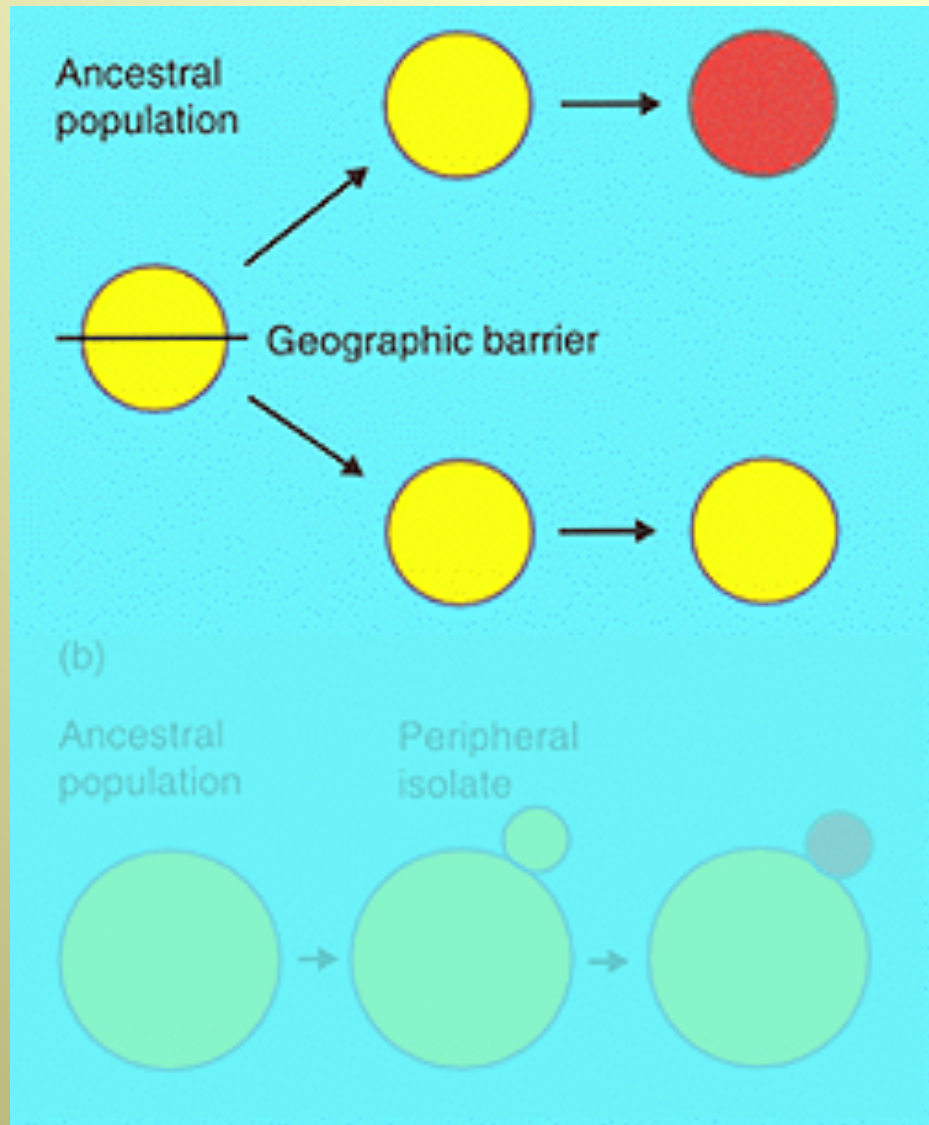 Ancestral
population
Geographic barrier
(b)
Ancestral
population
Peripheral
isolate